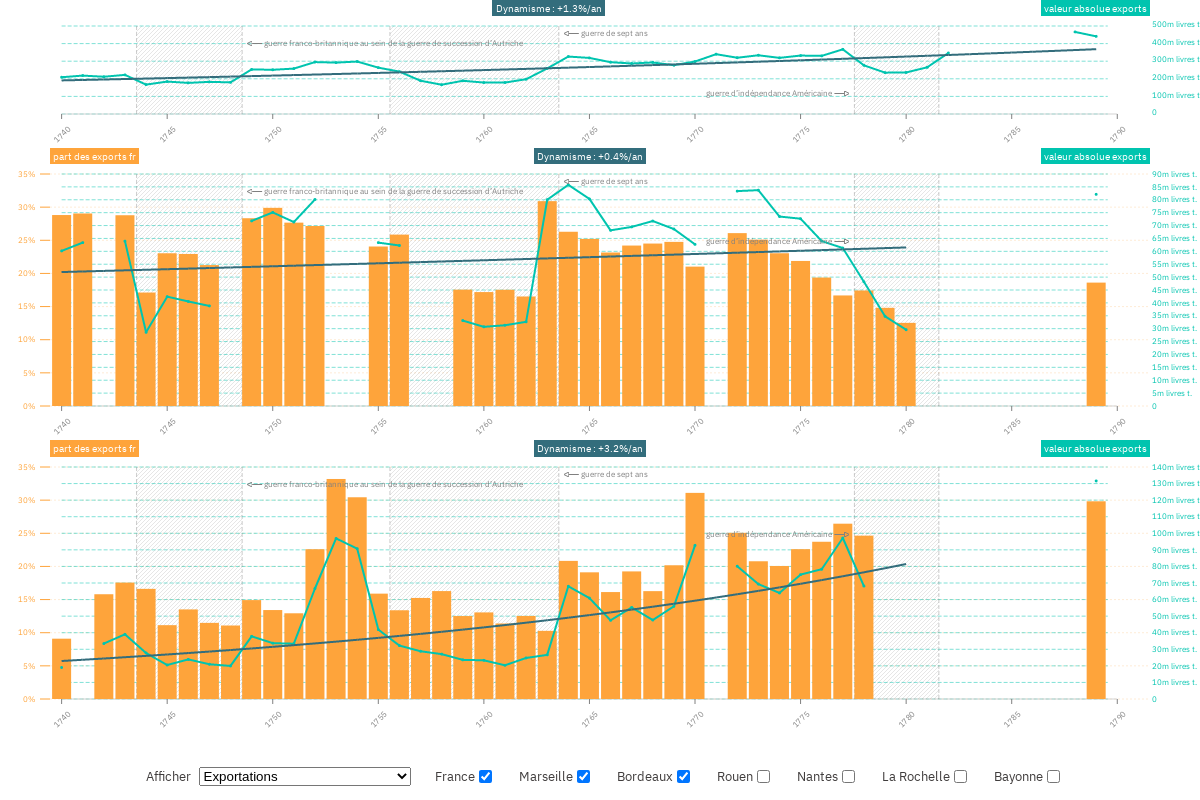 Dynamisme : +1.3%/an
valeur absolue exports
500m livres t
guerre de sept ans
guerre franco-britannique au sein de la guerre de succession d'Autriche
400m livres t
300m livres t
200m livres t
guerre d'indépendance Américaine
100m livres t
0
1740 1745 1750 1755 1760 1765 1770 1775 1780 1785 1790
part des exports fr
Dynamisme : +0.4%/an
valeur absolue exports
35% 90m livres t.
guerre de sept ans
85m livres t.
guerre franco-britannique au sein de la guerre de succession d'Autriche
80m livres t.
30% 75m livres t.
70m livres t.
25% guerre d'indépendance Américaine 65m livres t.
60m livres t.
55m livres t.
20% 50m livres t.
45m livres t.
15% 40m livres t.
35m livres t.
30m livres t.
10% 25m livres t.
20m livres t.
5% 15m livres t.
10m livres t.
5m livres t.
0% 0
1740 1745 1750 1755 1760 1765 1770 1775 1780 1785 1790
part des exports fr
Dynamisme : +3.2%/an
valeur absolue exports
35% 140m livres t.
guerre de sept ans
guerre franco-britannique au sein de la guerre de succession d'Autriche
130m livres t.
30% 120m livres t.
110m livres t.
25% guerre d'indépendance Américaine 100m livres t.
90m livres t.
20% 80m livres t.
70m livres t.
15% 60m livres t.
50m livres t.
10% 40m livres t.
30m livres t.
5% 20m livres t.
10m livres t.
0% 0
1740 1745 1750 1755 1760 1765 1770 1775 1780 1785 1790
Afficher Exportations France Marseille Bordeaux Rouen Nantes La Rochelle Bayonne